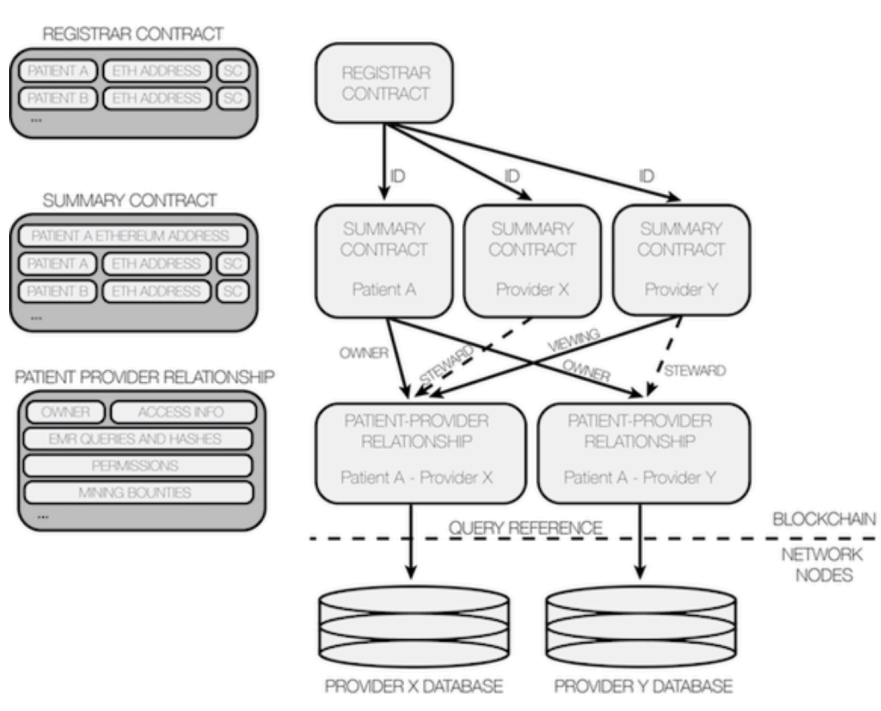 REGISTRAR CONTRACT
PATIENT A ETH ADDRESS SC
PATIENT B ETH ADDRESS SC
...
SUMMARY CONTRACT
PATIENT A ETHEREUM ADDRESS
PATIENT A ETH ADDRESS SC
PATIENT B ETH ADDRESS SC
...
PATIENT PROVIDER RELATIONSHIP
OWNER ACCESS INFO
EMR QUERIES AND HASHES
PERMISSIONS
MINING BOUNTIES
...
REGISTRAR
CONTRACT
ID
ID
ID
SUMMARY
CONTRACT
Patient A
SUMMARY
CONTRACT
Provider X
SUMMARY
CONTRACT
Provider Y
OWNER
STEWARD
VIEWING
OWNER
STEWARD
PATIENT-PROVIDER
RELATIONSHIP
Patient A - Provider X
PATIENT-PROVIDER
RELATIONSHIP
Patient A - Provider Y
QUERY REFERENCE
BLOCKCHAIN
NETWORK
NODES
PROVIDER X DATABASE
PROVIDER Y DATABASE